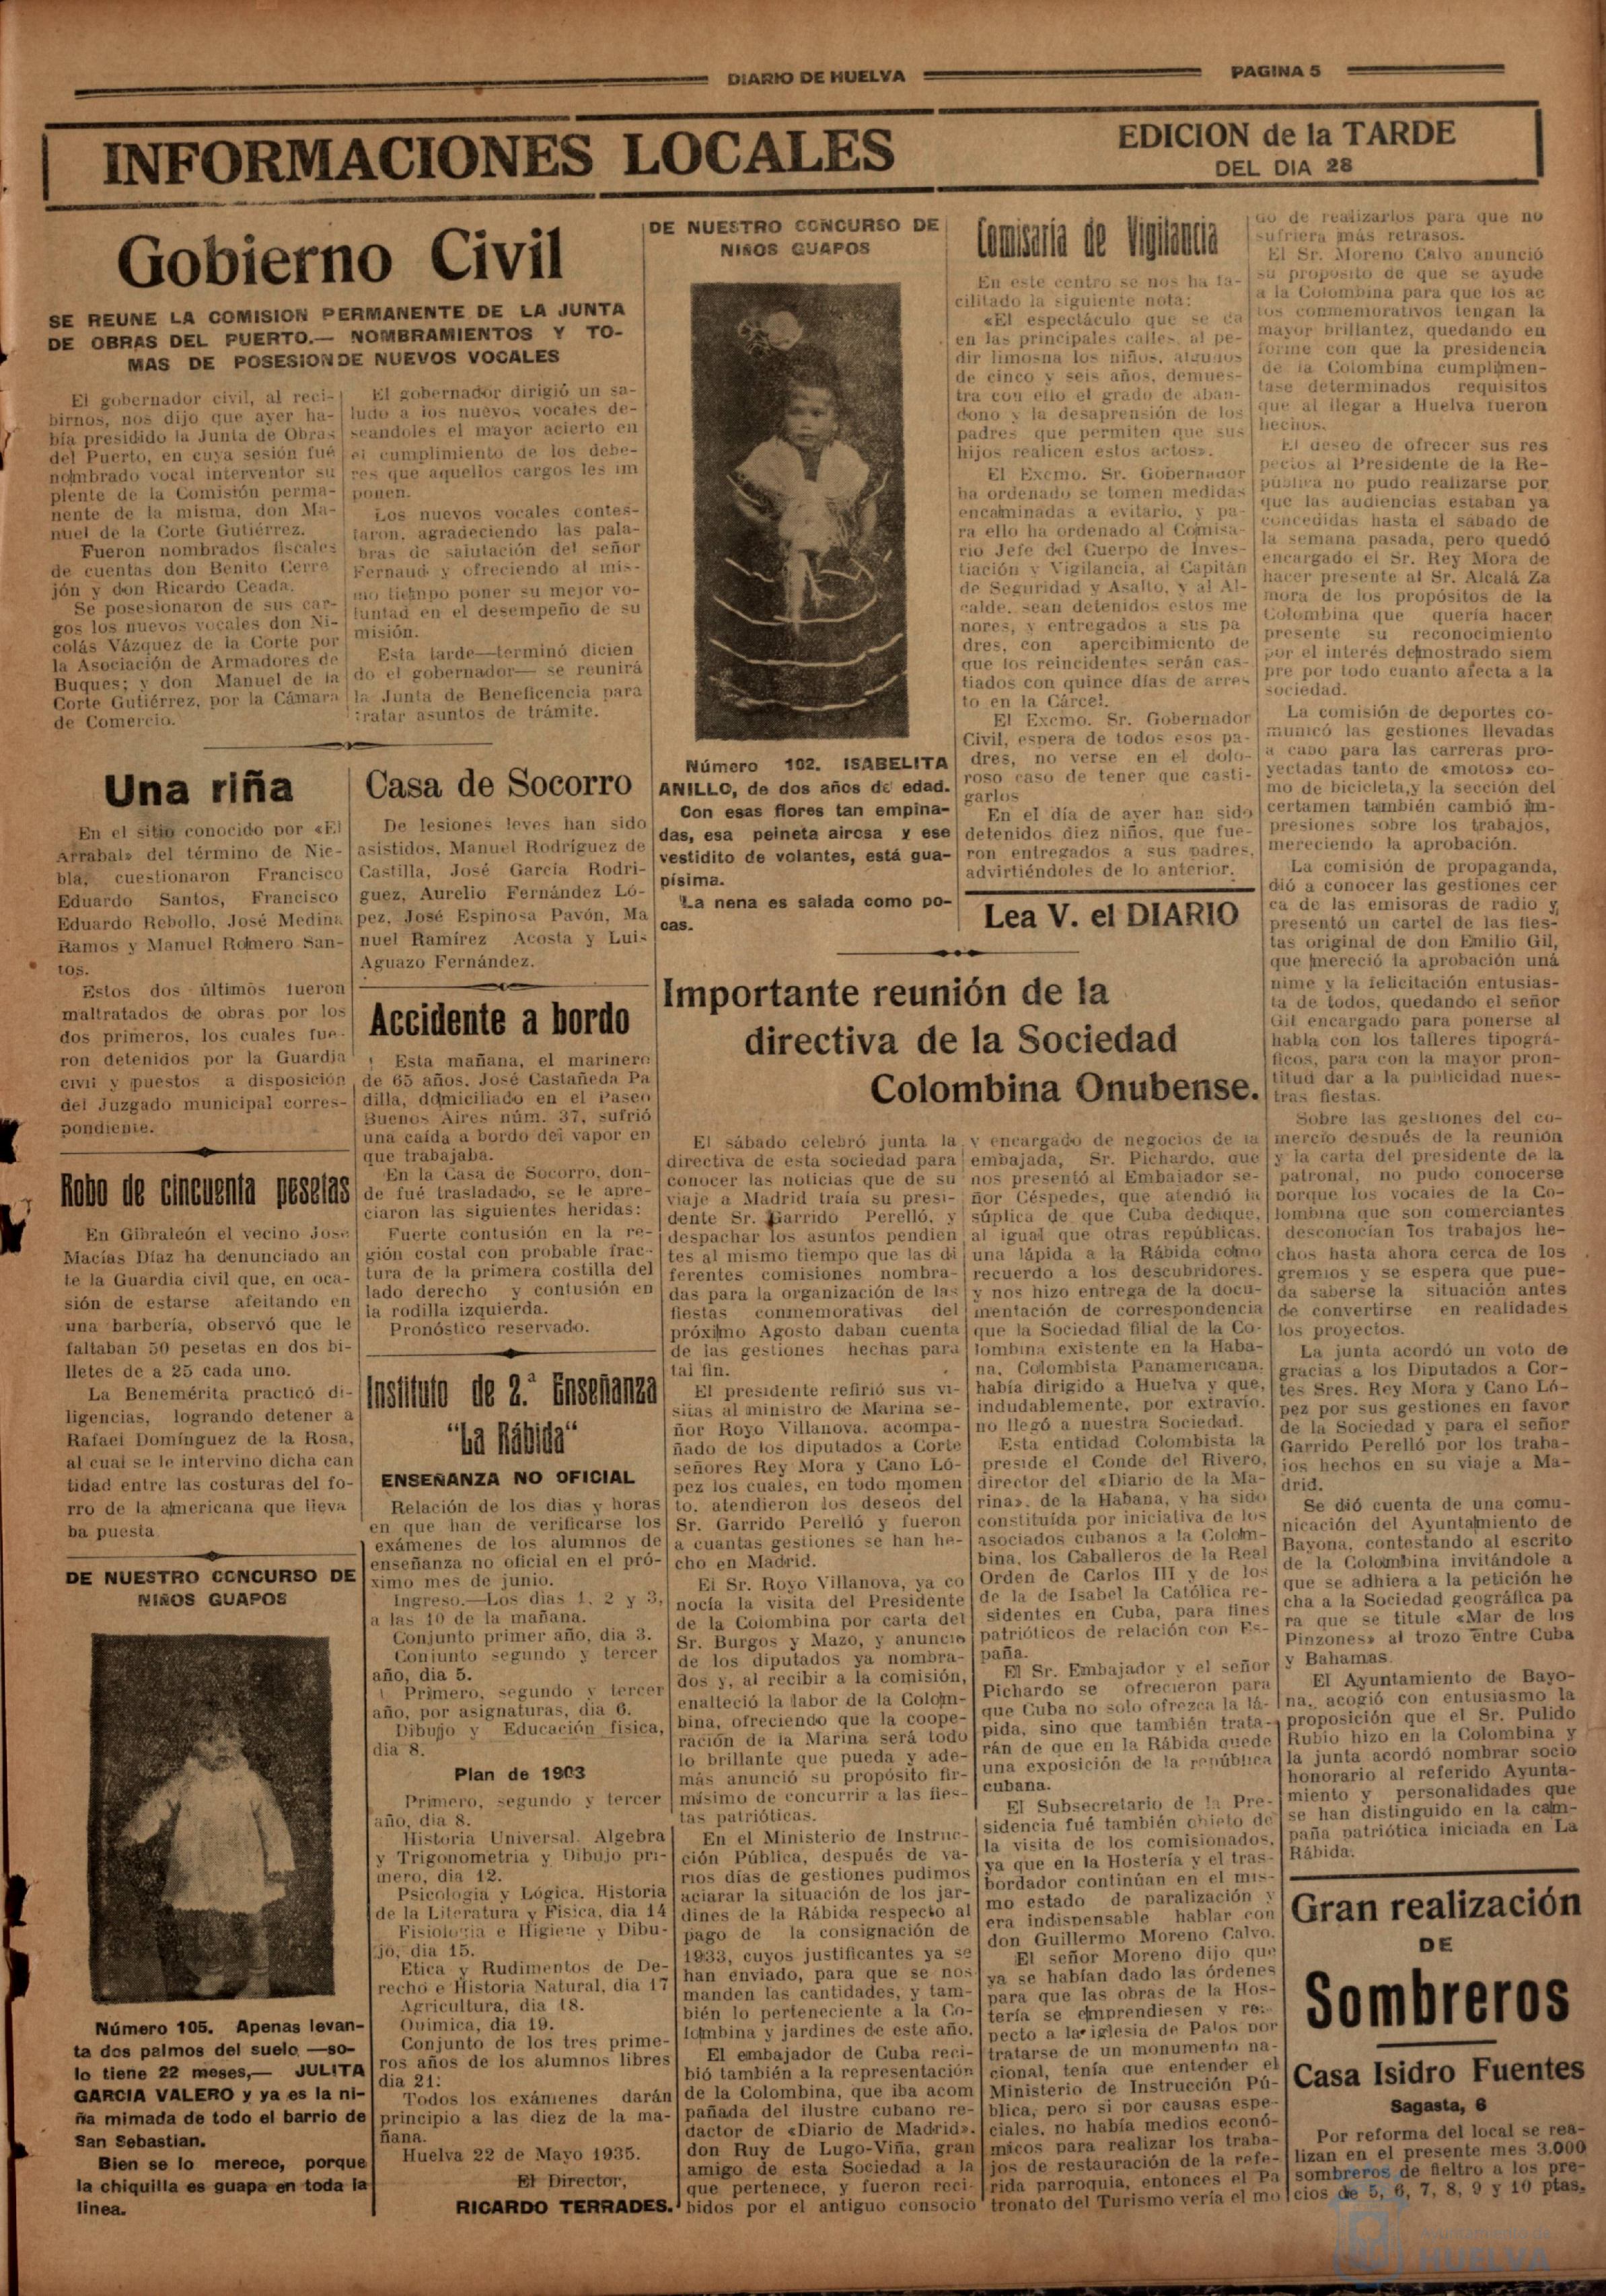 DIARIO DE HUELVA
PAGINA 5
INFORMACIONES LOCALES
EDICION de la TARDE
DEL DIA 28
Gobierno Civil
SE REUNE LA COMISION PERMANENTE DE LA JUNTA
DE OBRAS DEL PUERTO.— NOMBRAMIENTOS Y TO-
MAS DE POSESION DE NUEVOS VOCALES
El gobernador civil, al reci-
birnos, nos dijo que ayer ha-
bía presidido la Junta de Obras
del Puerto, en cuya sesión fué
nombrado vocal interventor su
plente de la Comisión perma-
nente de la misma, don Ma-
nuel de la Corte Gutiérrez.
Fueron nombrados fiscales
de cuentas don Benito Cerre
jón y don Ricardo Ceada.
Se posesionaron de sus car-
gos los nuevos vocales don Ni-
colás Vázquez de la Corte por
la Asociación de Armadores de
Buques; y don Manuel de la
Corte Gutiérrez, por la Cámara
de Comercio.
El gobernador dirigió un sa-
ludo a los nuevos vocales de-
seandoles el mayor acierto en
el cumplimiento de los debe-
res que aquellos cargos les im
ponen.
Los nuevos vocales contes-
taron, agradeciendo las pala-
bras de salutación del señor
Fernaud y ofreciendo al mis-
mo tiempo poner su mejor vo-
luntad en el desempeño de su
misión.
Esta tarde—terminó dicien
do el gobernador— se reunirá
la Junta de Beneficencia para
tratar asuntos de trámite.
Una riña
En el sitio conocido por «El
Arrabal» del término de Nie-
bla, cuestionaron Francisco
Eduardo Santos, Francisco
Eduardo Rebollo, José Medina
Ramos y Manuel Romero San-
tos.
Estos dos últimos fueron
maltratados de obras por los
dos primeros, los cuales fue-
ron detenidos por la Guardia
civil y puestos a disposición
del Juzgado municipal corres-
pondiente.
Robo de cincuenta pesetas
En Gibraleón el vecino José
Macías Díaz ha denunciado an
te la Guardia civil que, en oca-
sión de estarse afeitando en
una barbería, observó que le
faltaban 50 pesetas en dos bi-
lletes de a 25 cada uno.
La Benemérita practicó di-
ligencias, logrando detener a
Rafael Domínguez de la Rosa,
al cual se le intervino dicha can
tidad entre las costuras del fo-
rro de la americana que lleva
ba puesta
DE NUESTRO CONCURSO DE
NIÑOS GUAPOS
Número 105. Apenas levan-
ta dos palmos del suelo —so-
lo tiene 22 meses,— JULITA
GARCIA VALERO y ya es la ni-
ña mimada de todo el barrio de
San Sebastian.
Bien se lo merece, porque
la chiquilla es guapa en toda la
linea.
Casa de Socorro
De lesiones leves han sido
asistidos, Manuel Rodríguez de
Castilla, José García Rodrí-
guez, Aurelio Fernández Ló-
pez, José Espinosa Pavón, Ma
nuel Ramírez Acosta y Luis
Aguazo Fernández.
Accidente a bordo
Esta mañana, el marinero
de 65 años, José Castañeda Pa
dilla, domiciliado en el Paseo
Buenos Aires núm. 37, sufrió
una caída a bordo del vapor en
que trabajaba.
En la Casa de Socorro, don-
de fué trasladado, se le apre-
ciaron las siguientes heridas:
Fuerte contusión en la re-
gión costal con probable frac-
tura de la primera costilla del
lado derecho y contusión en
la rodilla izquierda.
Pronóstico reservado.
Instituto de 2.ª Enseñanza
"La Rábida"
ENSEÑANZA NO OFICIAL
Relación de los dias y horas
en que han de verificarse los
exámenes de los alumnos de
enseñanza no oficial en el pró-
ximo mes de junio.
Ingreso.—Los dias 1, 2 y 3,
a las 10 de la mañana.
Conjunto primer año, dia 3.
Conjunto segundo y tercer
año, dia 5.
Primero, segundo y tercer
año, por asignaturas, dia 6.
Dibujo y Educación fisica,
dia 8.
Plan de 1903
Primero, segundo y tercer
año, dia 8.
Historia Universal. Algebra
y Trigonometria y Dibujo pri-
mero, dia 12.
Psicologia y Lógica, Historia
de la Literatura y Fisica, dia 14
Fisiologia e Higiene y Dibu-
jo, dia 15.
Etica y Rudimentos de De-
recho e Historia Natural, dia 17
Agricultura, dia 18.
Quimica, dia 19.
Conjunto de los tres prime-
ros años de los alumnos libres
dia 21:
Todos los exámenes darán
principio a las diez de la ma-
ñana.
Huelva 22 de Mayo 1935.
El Director,
RICARDO TERRADES.
DE NUESTRO CONCURSO DE
NIÑOS GUAPOS
Número 102. ISABELITA
ANILLO, de dos años de edad.
Con esas flores tan empina-
das, esa peineta airosa y ese
vestidito de volantes, está gua-
písima.
La nena es salada como po-
cas.
Comisaría de Vigilancia
En este centro se nos ha fa-
cilitado la siguiente nota:
«El espectáculo que se da
en las principales calles, al pe-
dir limosna los niños, algunos
de cinco y seis años, demues-
tra con ello el grado de aban-
dono y la desaprensión de los
padres que permiten que sus
hijos realicen estos actos».
El Excmo. Sr. Gobernador
ha ordenado se tomen medidas
encaminadas a evitarlo, y pa-
ra ello ha ordenado al Comisa-
rio Jefe del Cuerpo de Inves-
tiación y Vigilancia, al Capitán
de Seguridad y Asalto, y al Al-
calde, sean detenidos estos me
nores, y entregados a sus pa
dres, con apercibimiento de
que los reincidentes serán cas-
tiados con quince días de arres
to en la Cárcel.
El Excmo. Sr. Gobernador
Civil, espera de todos esos pa-
dres, no verse en el dolo-
roso caso de tener que casti-
garlos
En el día de ayer han sido
detenidos diez niños, que fue-
ron entregados a sus padres,
advirtiéndoles de lo anterior.
Lea V. el DIARIO
Importante reunión de la
directiva de la Sociedad
Colombina Onubense.
El sábado celebró junta la
directiva de esta sociedad para
conocer las noticias que de su
viaje a Madrid traía su presi-
dente Sr. Garrido Perelló, y
despachar los asuntos pendien
tes al mismo tiempo que las di
ferentes comisiones nombra-
das para la organización de las
fiestas conmemorativas del
próximo Agosto daban cuenta
de las gestiones hechas para
tal fin.
El presidente refirió sus vi-
sitas al ministro de Marina se-
ñor Royo Villanova, acompa-
ñado de los diputados a Corte
señores Rey Mora y Cano Ló-
pez los cuales, en todo momen
to, atendieron los deseos del
Sr. Garrido Perelló y fueron
a cuantas gestiones se han he-
cho en Madrid.
El Sr. Royo Villanova, ya co
nocía la visita del Presidente
de la Colombina por carta del
Sr. Burgos y Mazo, y anuncio
de los diputados ya nombra-
dos y, al recibir a la comisión,
enalteció la labor de la Colom-
bina, ofreciendo que la coope-
ración de la Marina será todo
lo brillante que pueda y ade-
más anunció su propósito fir-
mísimo de concurrir a las fies-
tas patrióticas.
En el Ministerio de Instruc-
ción Pública, después de va-
rios días de gestiones pudimos
aclarar la situación de los jar-
dines de la Rábida respecto al
pago de la consignación de
1933, cuyos justificantes ya se
han enviado, para que se nos
manden las cantidades, y tam-
bién lo perteneciente a la Co-
lombina y jardines de este año.
El embajador de Cuba reci-
bió también a la representación
de la Colombina, que iba acom
pañada del ilustre cubano re-
dactor de «Diario de Madrid».
don Ruy de Lugo-Viña, gran
amigo de esta Sociedad a la
que pertenece, y fueron reci-
bidos por el antiguo consocio
y encargado de negocios de la
embajada, Sr. Pichardo, que
nos presentó al Embajador se-
ñor Céspedes, que atendió la
súplica de que Cuba dedique,
al igual que otras repúblicas,
una lápida a la Rábida como
recuerdo a los descubridores.
y nos hizo entrega de la docu-
mentación de correspondencia
que la Sociedad filial de la Co-
lombina existente en la Haba-
na, Colombista Panamericana,
había dirigido a Huelva y que,
indudablemente, por extravío,
no llegó a nuestra Sociedad.
Esta entidad Colombista la
preside el Conde del Rivero,
director del «Diario de la Ma-
rina», de la Habana, y ha sido
constituída por iniciativa de los
asociados cubanos a la Colom-
bina, los Caballeros de la Real
Orden de Carlos III y de los
de la de Isabel la Católica re-
sidentes en Cuba, para fines
patrióticos de relación con Es-
paña.
El Sr. Embajador y el señor
Pichardo se ofrecieron para
que Cuba no solo ofrezca la lá-
pida, sino que también trata-
rán de que en la Rábida quede
una exposición de la república
cubana.
El Subsecretario de la Pre-
sidencia fué también objeto de
la visita de los comisionados,
ya que en la Hostería y el tras-
bordador continúan en el mis-
mo estado de paralización y
era indispensable hablar con
don Guillermo Moreno Calvo.
El señor Moreno dijo que
ya se habían dado las órdenes
para que las obras de la Hos-
tería se emprendiesen y res-
pecto a la iglesia de Palos por
tratarse de un monumento na-
cional, tenía que entender el
Ministerio de Instrucción Pú-
blica, pero si por causas espe-
ciales, no había medios econó-
micos para realizar los traba-
jos de restauración de la refe-
rida parroquia, entonces el Pa
tronato del Turismo vería el mo
do de realizarlos para que no
sufriera más retrasos.
El Sr. Moreno Calvo anunció
su propósito de que se ayude
a la Colombina para que los ac
tos conmemorativos tengan la
mayor brillantez, quedando en
forme con que la presidencia
de la Colombina cumplimen-
tase determinados requisitos
que al llegar a Huelva fueron
hechos.
El deseo de ofrecer sus res
pectos al Presidente de la Re-
pública no pudo realizarse por
que las audiencias estaban ya
concedidas hasta el sábado de
la semana pasada, pero quedó
encargado el Sr. Rey Mora de
hacer presente al Sr. Alcalá Za
mora de los propósitos de la
Colombina que quería hacer
presente su reconocimiento
por el interés demostrado siem
pre por todo cuanto afecta a la
sociedad.
La comisión de deportes co-
municó las gestiones llevadas
a cabo para las carreras pro-
yectadas tanto de «motos» co-
mo de bicicleta,y la sección del
certamen también cambió im-
presiones sobre los trabajos,
mereciendo la aprobación.
La comisión de propaganda,
dió a conocer las gestiones cer
ca de las emisoras de radio y
presentó un cartel de las fies-
tas original de don Emilio Gil,
que mereció la aprobación uná
nime y la felicitación entusias-
ta de todos, quedando el señor
Gil encargado para ponerse al
habla con los talleres tipográ-
ficos, para con la mayor pron-
titud dar a la publicidad nues-
tras fiestas.
Sobre las gestiones del co-
mercio después de la reunión
y la carta del presidente de la
patronal, no pudo conocerse
porque los vocales de la Co-
lombina que son comerciantes
desconocían los trabajos he-
chos hasta ahora cerca de los
gremios y se espera que pue-
da saberse la situación antes
de convertirse en realidades
los proyectos.
La junta acordó un voto de
gracias a los Diputados a Cor-
tes Sres. Rey Mora y Cano Ló-
pez por sus gestiones en favor
de la Sociedad y para el señor
Garrido Perelló por los traba-
jos hechos en su viaje a Ma-
drid.
Se dió cuenta de una comu-
nicación del Ayuntamiento de
Bayona, contestando al escrito
de la Colombina invitándole a
que se adhiera a la petición he
cha a la Sociedad geográfica pa
ra que se titule «Mar de los
Pinzones» al trozo entre Cuba
y Bahamas.
El Ayuntamiento de Bayo-
na, acogió con entusiasmo la
proposición que el Sr. Pulido
Rubio hizo en la Colombina y
la junta acordó nombrar socio
honorario al referido Ayunta-
miento y personalidades que
se han distinguido en la cam-
paña patriótica iniciada en La
Rábida.
Gran realización
DE
Sombreros
Casa Isidro Fuentes
Sagasta, 6
Por reforma del local se rea-
lizan en el presente mes 3.000
sombreros de fieltro a los pre-
cios de 5, 6, 7, 8, 9 y 10 ptas.
Ayuntamiento de
HUELVA